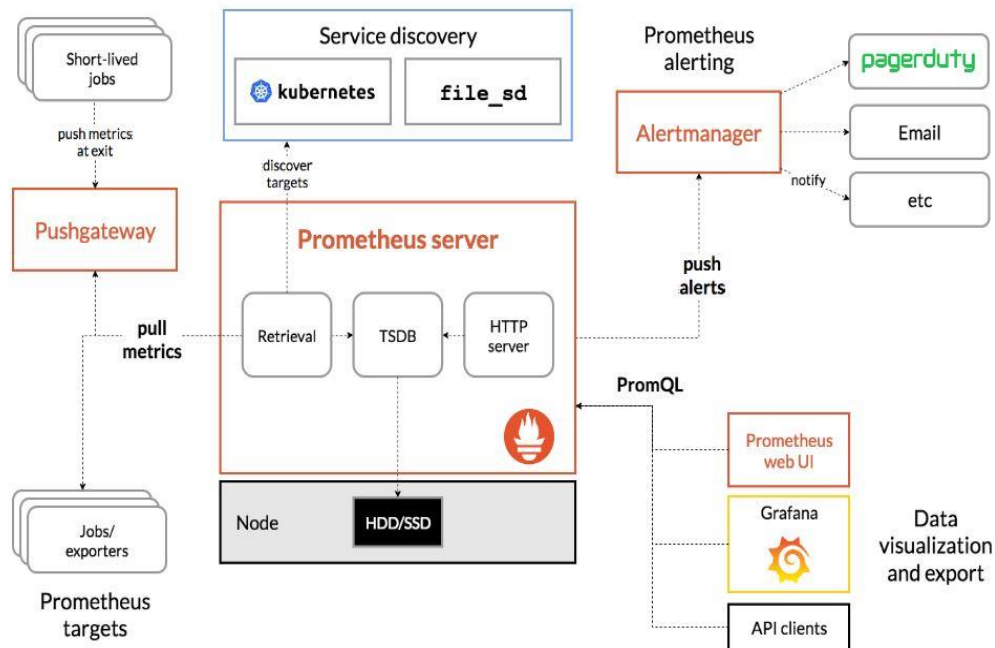 Short-lived
jobs
push metrics
at exit
Pushgateway
pull
metrics
Jobs/
exporters
Prometheus
targets
Service discovery
kubernetes
file_sd
discover
targets
Prometheus server
Retrieval
TSDB
HTTP
server
Node
HDD/SSD
Prometheus
alerting
Alertmanager
pagerduty
Email
etc
notify
push
alerts
PromQL
Prometheus
web UI
Grafana
API clients
Data
visualization
and export